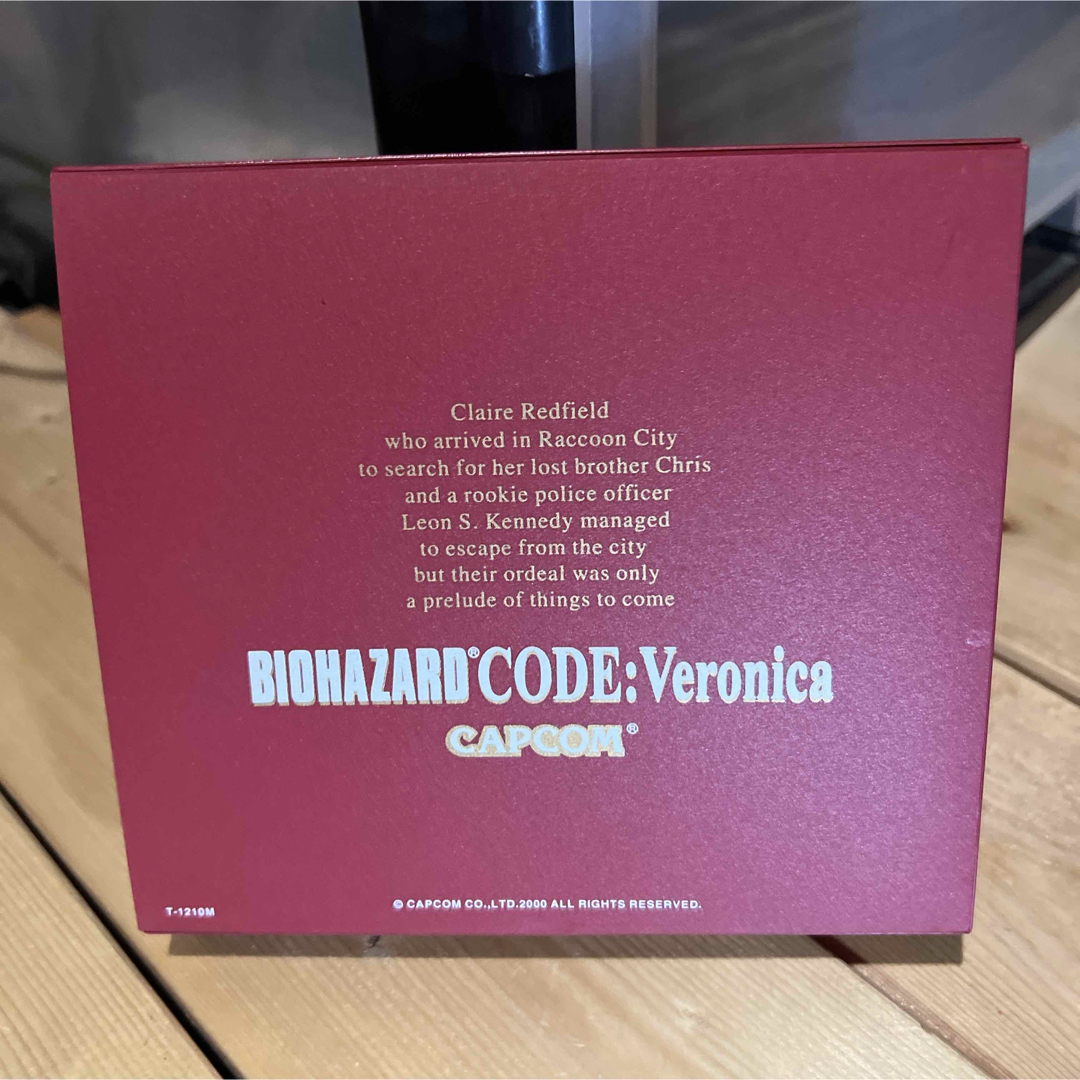 Claire Redfield
who arrived in Raccoon City
to search for her lost brother Chris
and a rookie police officer
Leon S. Kennedy managed
to escape from the city
but their ordeal was only
a prelude of things to come
BIOHAZARD® CODE:Veronica
CAPCOM®
T-1210M
© CAPCOM CO.,LTD.2000 ALL RIGHTS RESERVED.